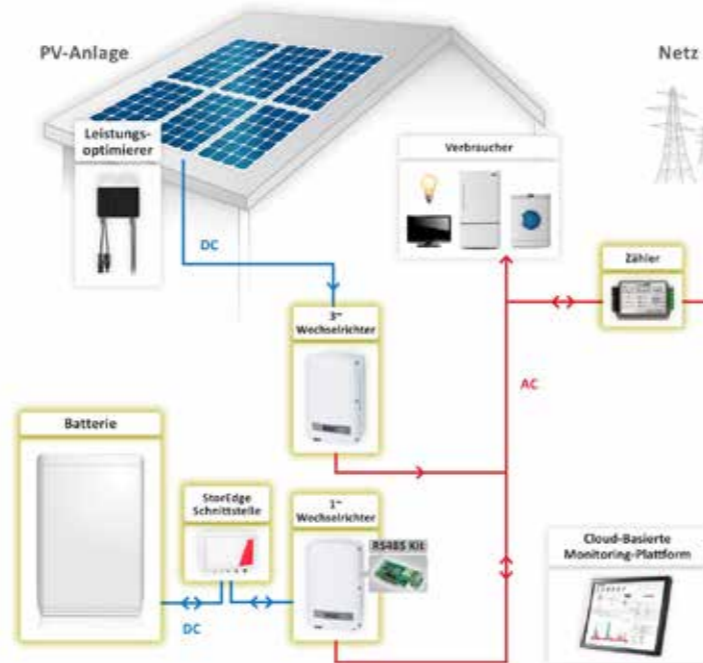 PV-Anlage
Netz
Leistungs-
optimierer
Verbraucher
DC
Zähler
3~
Wechselrichter
AC
Batterie
StorEdge
Schnittstelle
1~
Wechselrichter
RS485 Kit
DC
Cloud-Basierte
Monitoring-Plattform